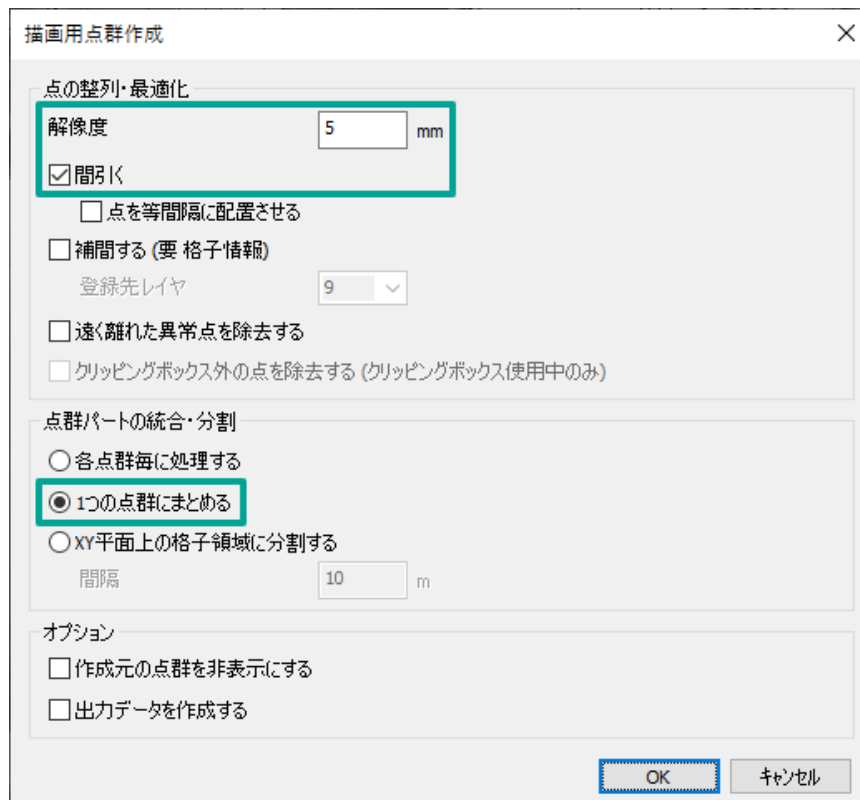 描画用点群作成
点の整列・最適化
解像度 5 mm
間引く
点を等間隔に配置させる
補間する (要 格子情報)
登録先レイヤ 9
遠く離れた異常点を除去する
クリッピングボックス外の点を除去する (クリッピングボックス使用中のみ)
点群パートの統合・分割
各点群毎に処理する
1つの点群にまとめる
XY平面上の格子領域に分割する
間隔 10 m
オプション
作成元の点群を非表示にする
出力データを作成する
OK キャンセル